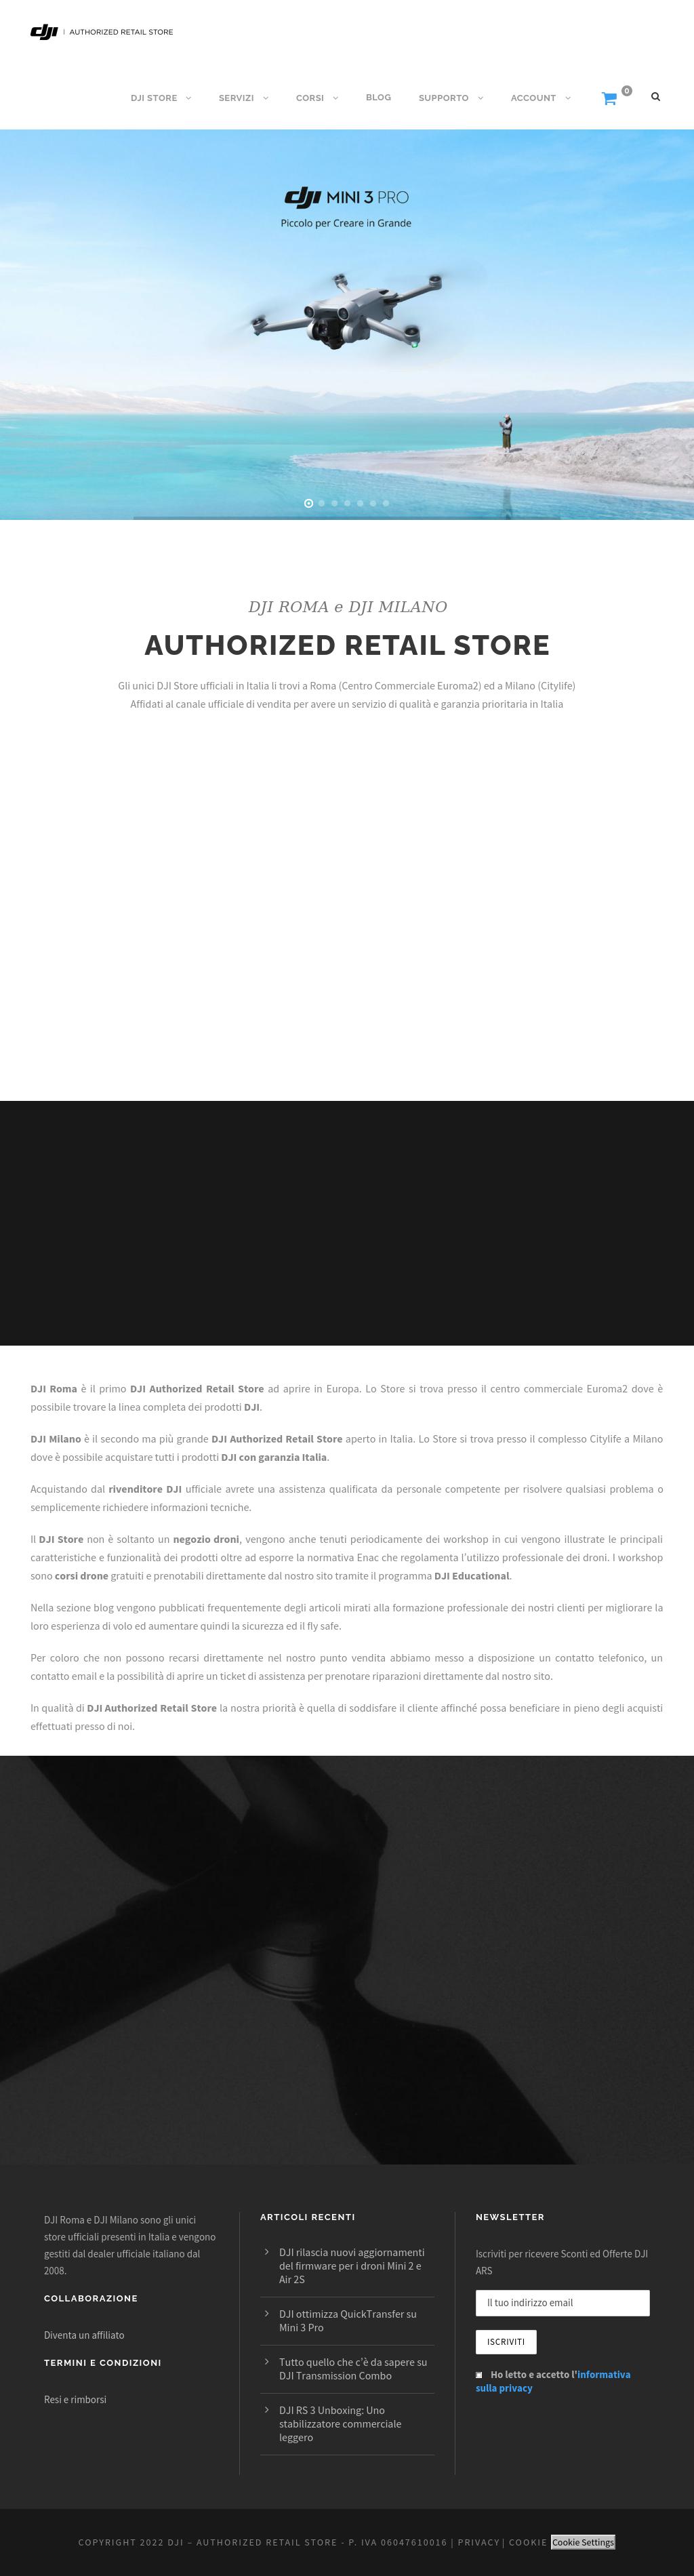 dji | AUTHORIZED RETAIL STORE
DJI STORE SERVIZI CORSI BLOG SUPPORTO ACCOUNT 0
dji MINI 3 PRO
Piccolo per Creare in Grande
DJI ROMA e DJI MILANO
AUTHORIZED RETAIL STORE
Gli unici DJI Store ufficiali in Italia li trovi a Roma (Centro Commerciale Euroma2) ed a Milano (Citylife)
Affidati al canale ufficiale di vendita per avere un servizio di qualità e garanzia prioritaria in Italia
DJI Roma è il primo DJI Authorized Retail Store ad aprire in Europa. Lo Store si trova presso il centro commerciale Euroma2 dove è
possibile trovare la linea completa dei prodotti DJI.
DJI Milano è il secondo ma più grande DJI Authorized Retail Store aperto in Italia. Lo Store si trova presso il complesso Citylife a Milano
dove è possibile acquistare tutti i prodotti DJI con garanzia Italia.
Acquistando dal rivenditore DJI ufficiale avrete una assistenza qualificata da personale competente per risolvere qualsiasi problema o
semplicemente richiedere informazioni tecniche.
Il DJI Store non è soltanto un negozio droni, vengono anche tenuti periodicamente dei workshop in cui vengono illustrate le principali
caratteristiche e funzionalità dei prodotti oltre ad esporre la normativa Enac che regolamenta l'utilizzo professionale dei droni. I workshop
sono corsi drone gratuiti e prenotabili direttamente dal nostro sito tramite il programma DJI Educational.
Nella sezione blog vengono pubblicati frequentemente degli articoli mirati alla formazione professionale dei nostri clienti per migliorare la
loro esperienza di volo ed aumentare quindi la sicurezza ed il fly safe.
Per coloro che non possono recarsi direttamente nel nostro punto vendita abbiamo messo a disposizione un contatto telefonico, un
contatto email e la possibilità di aprire un ticket di assistenza per prenotare riparazioni direttamente dal nostro sito.
In qualità di DJI Authorized Retail Store la nostra priorità è quella di soddisfare il cliente affinché possa beneficiare in pieno degli acquisti
effettuati presso di noi.
DJI Roma e DJI Milano sono gli unici
store ufficiali presenti in Italia e vengono
gestiti dal dealer ufficiale italiano dal
2008.
COLLABORAZIONE
Diventa un affiliato
TERMINI E CONDIZIONI
Resi e rimborsi
ARTICOLI RECENTI
DJI rilascia nuovi aggiornamenti
del firmware per i droni Mini 2 e
Air 2S
DJI ottimizza QuickTransfer su
Mini 3 Pro
Tutto quello che c'è da sapere su
DJI Transmission Combo
DJI RS 3 Unboxing: Uno
stabilizzatore commerciale
leggero
NEWSLETTER
Iscriviti per ricevere Sconti ed Offerte DJI
ARS
Il tuo indirizzo email
ISCRIVITI
Ho letto e accetto l'informativa
sulla privacy
COPYRIGHT 2022 DJI – AUTHORIZED RETAIL STORE - P. IVA 06047610016 | PRIVACY | COOKIE Cookie Settings